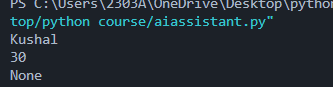 PS C:\Users\2303A\OneDrive\Desktop\python
top/python course/aiassistant.py"
Kushal
30
None